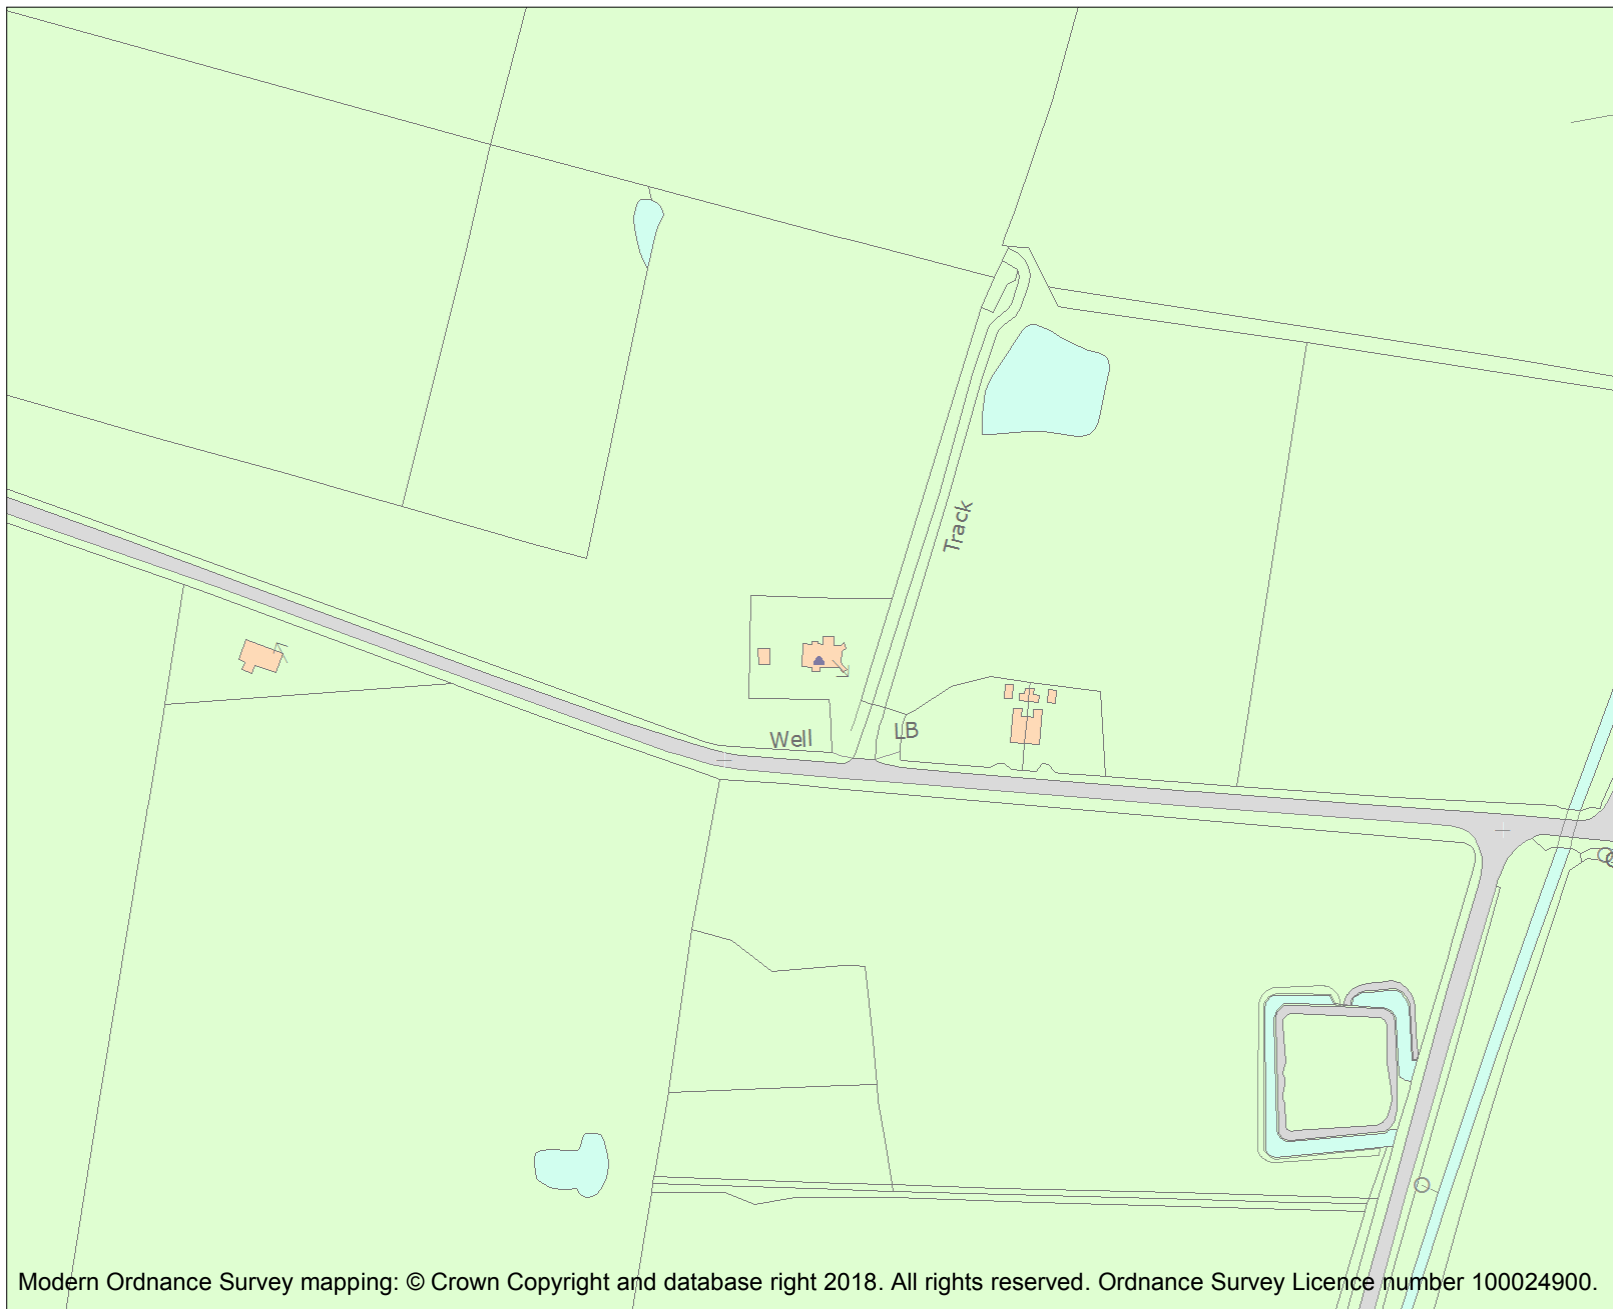 Track
Well
LB
Modern Ordnance Survey mapping: © Crown Copyright and database right 2018. All rights reserved. Ordnance Survey Licence number 100024900.